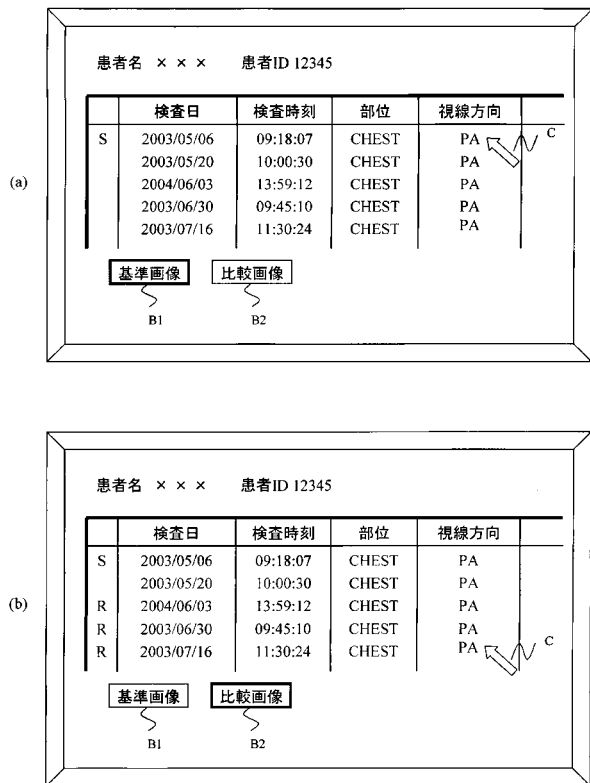 (a)
患者名 × × × 患者ID 12345
検査日 検査時刻 部位 視線方向
S 2003/05/06 09:18:07 CHEST PA C
2003/05/20 10:00:30 CHEST PA
2004/06/03 13:59:12 CHEST PA
2003/06/30 09:45:10 CHEST PA
2003/07/16 11:30:24 CHEST PA
基準画像 比較画像
B1 B2
(b)
患者名 × × × 患者ID 12345
検査日 検査時刻 部位 視線方向
S 2003/05/06 09:18:07 CHEST PA
2003/05/20 10:00:30 CHEST PA
R 2004/06/03 13:59:12 CHEST PA
R 2003/06/30 09:45:10 CHEST PA
R 2003/07/16 11:30:24 CHEST PA C
基準画像 比較画像
B1 B2